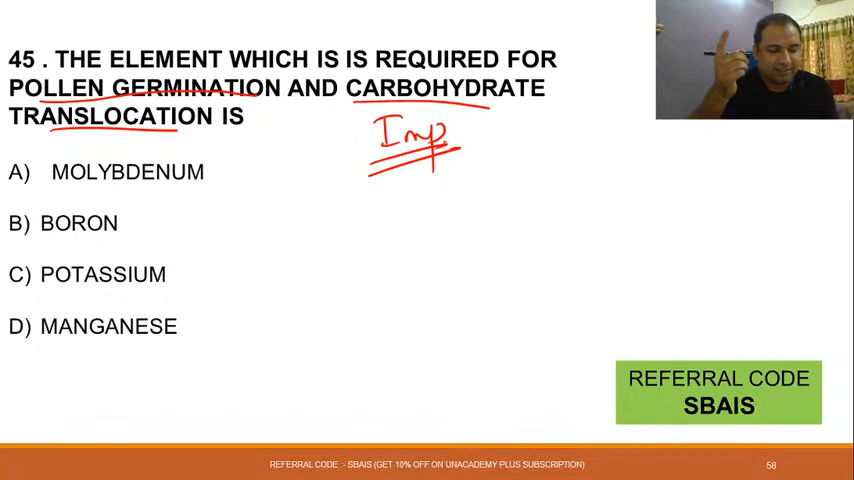 45 . THE ELEMENT WHICH IS IS REQUIRED FOR
POLLEN GERMINATION AND CARBOHYDRATE
TRANSLOCATION IS
Imp
A) MOLYBDENUM
B) BORON
C) POTASSIUM
D) MANGANESE
REFERRAL CODE
SBAIS
REFERRAL CODE :- SBAIS (GET 10% OFF ON UNACADEMY PLUS SUBSCRIPTION)
58